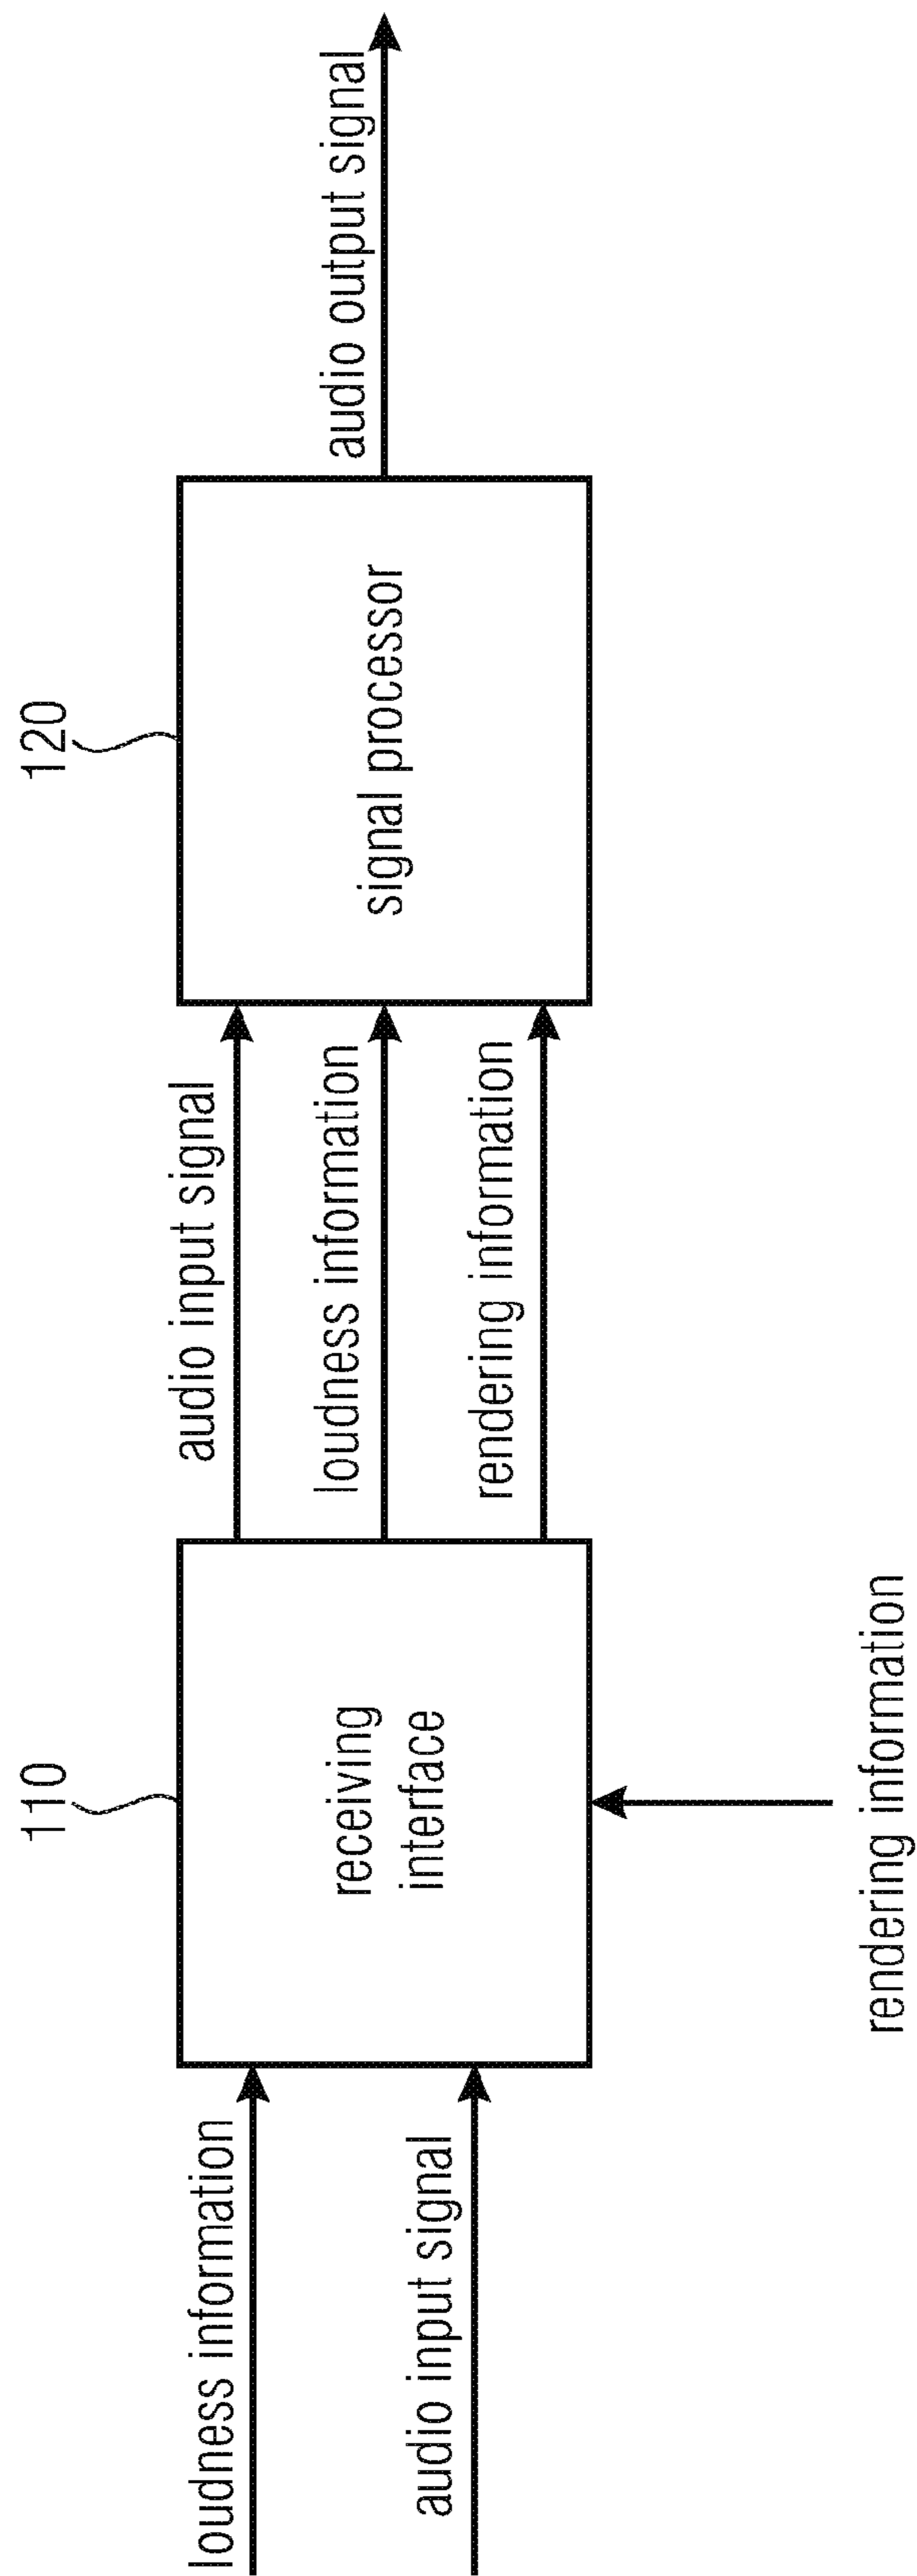 110
120
loudness information
audio input signal
receiving
interface
rendering information
audio input signal
loudness information
rendering information
signal processor
audio output signal